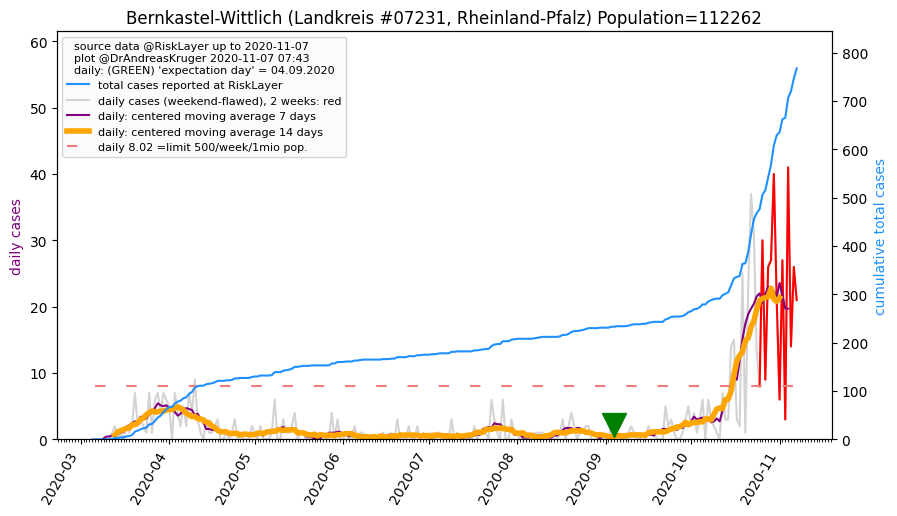 Bernkastel-Wittlich (Landkreis #07231, Rheinland-Pfalz) Population=112262
source data @RiskLayer up to 2020-11-07
plot @DrAndreasKruger 2020-11-07 07:43
daily: (GREEN) 'expectation day' = 04.09.2020
total cases reported at RiskLayer
daily cases (weekend-flawed), 2 weeks: red
daily: centered moving average 7 days
daily: centered moving average 14 days
daily 8.02 =limit 500/week/1mio pop.
daily cases
60
50
40
30
20
10
0
cumulative total cases
800
700
600
500
400
300
200
100
0
2020-03
2020-04
2020-05
2020-06
2020-07
2020-08
2020-09
2020-10
2020-11